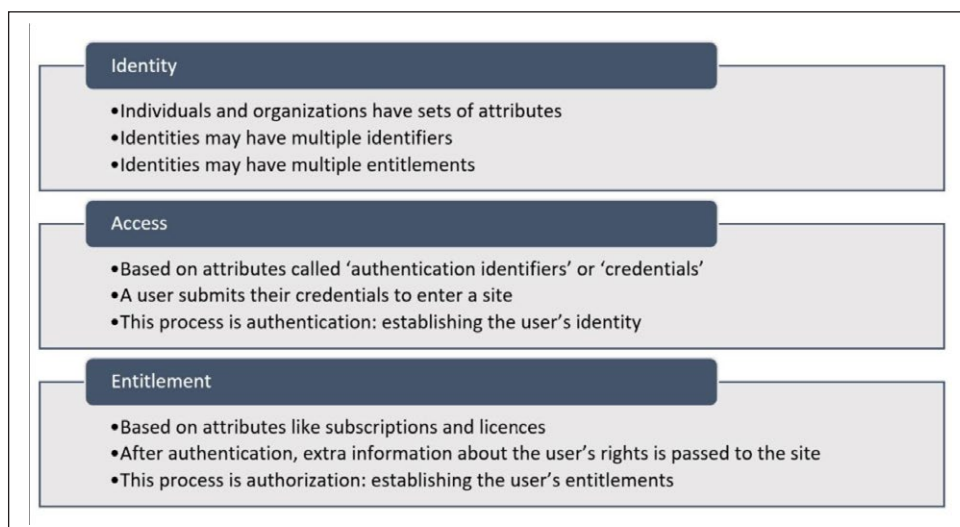 Identity
•Individuals and organizations have sets of attributes
•Identities may have multiple identifiers
•Identities may have multiple entitlements
Access
•Based on attributes called ‘authentication identifiers’ or ‘credentials’
•A user submits their credentials to enter a site
•This process is authentication: establishing the user’s identity
Entitlement
•Based on attributes like subscriptions and licences
•After authentication, extra information about the user’s rights is passed to the site
•This process is authorization: establishing the user’s entitlements